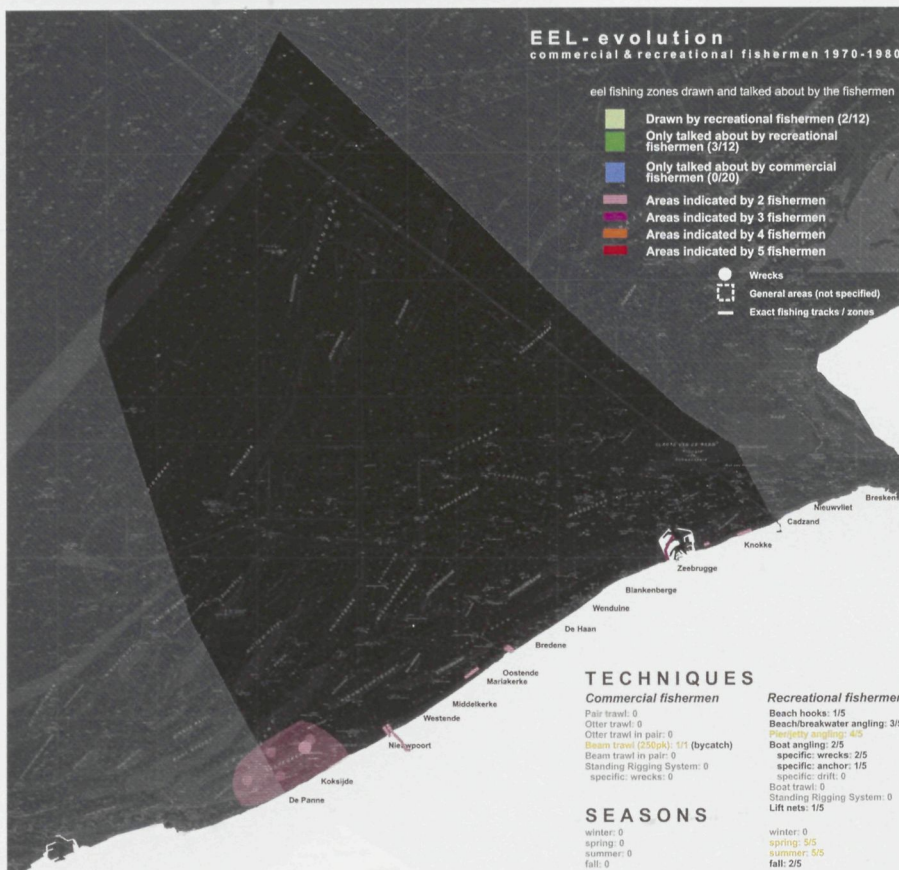 EEL- evolution
commercial & recreational fishermen 1970-1980
eel fishing zones drawn and talked about by the fishermen
Drawn by recreational fishermen (2/12)
Only talked about by recreational
fishermen (3/12)
Only talked about by commercial
fishermen (0/20)
Areas indicated by 2 fishermen
Areas indicated by 3 fishermen
Areas indicated by 4 fishermen
Areas indicated by 5 fishermen
Wrecks
General areas (not specified)
Exact fishing tracks / zones
Breskens
Nieuwvliet
Cadzand
Knokke
Zeebrugge
Blankenberge
Wenduine
De Haan
Bredene
Oostende
Mariakerke
Middelkerke
Westende
Nieuwpoort
Koksijde
De Panne
TECHNIQUES
Commercial fishermen
Pair trawl: 0
Otter trawl: 0
Otter trawl in pair: 0
Beam trawl (250pk): 1/1 (bycatch)
Beam trawl in pair: 0
Standing Rigging System: 0
specific: wrecks: 0
Recreational fishermen
Beach hooks: 1/5
Beach/breakwater angling: 3/5
Pier/jetty angling: 4/5
Boat angling: 2/5
specific: wrecks: 2/5
specific: anchor: 1/5
specific: drift: 0
Boat trawl: 0
Standing Rigging System: 0
Lift nets: 1/5
SEASONS
winter: 0
spring: 0
summer: 0
fall: 0
winter: 0
spring: 5/5
summer: 5/5
fall: 2/5